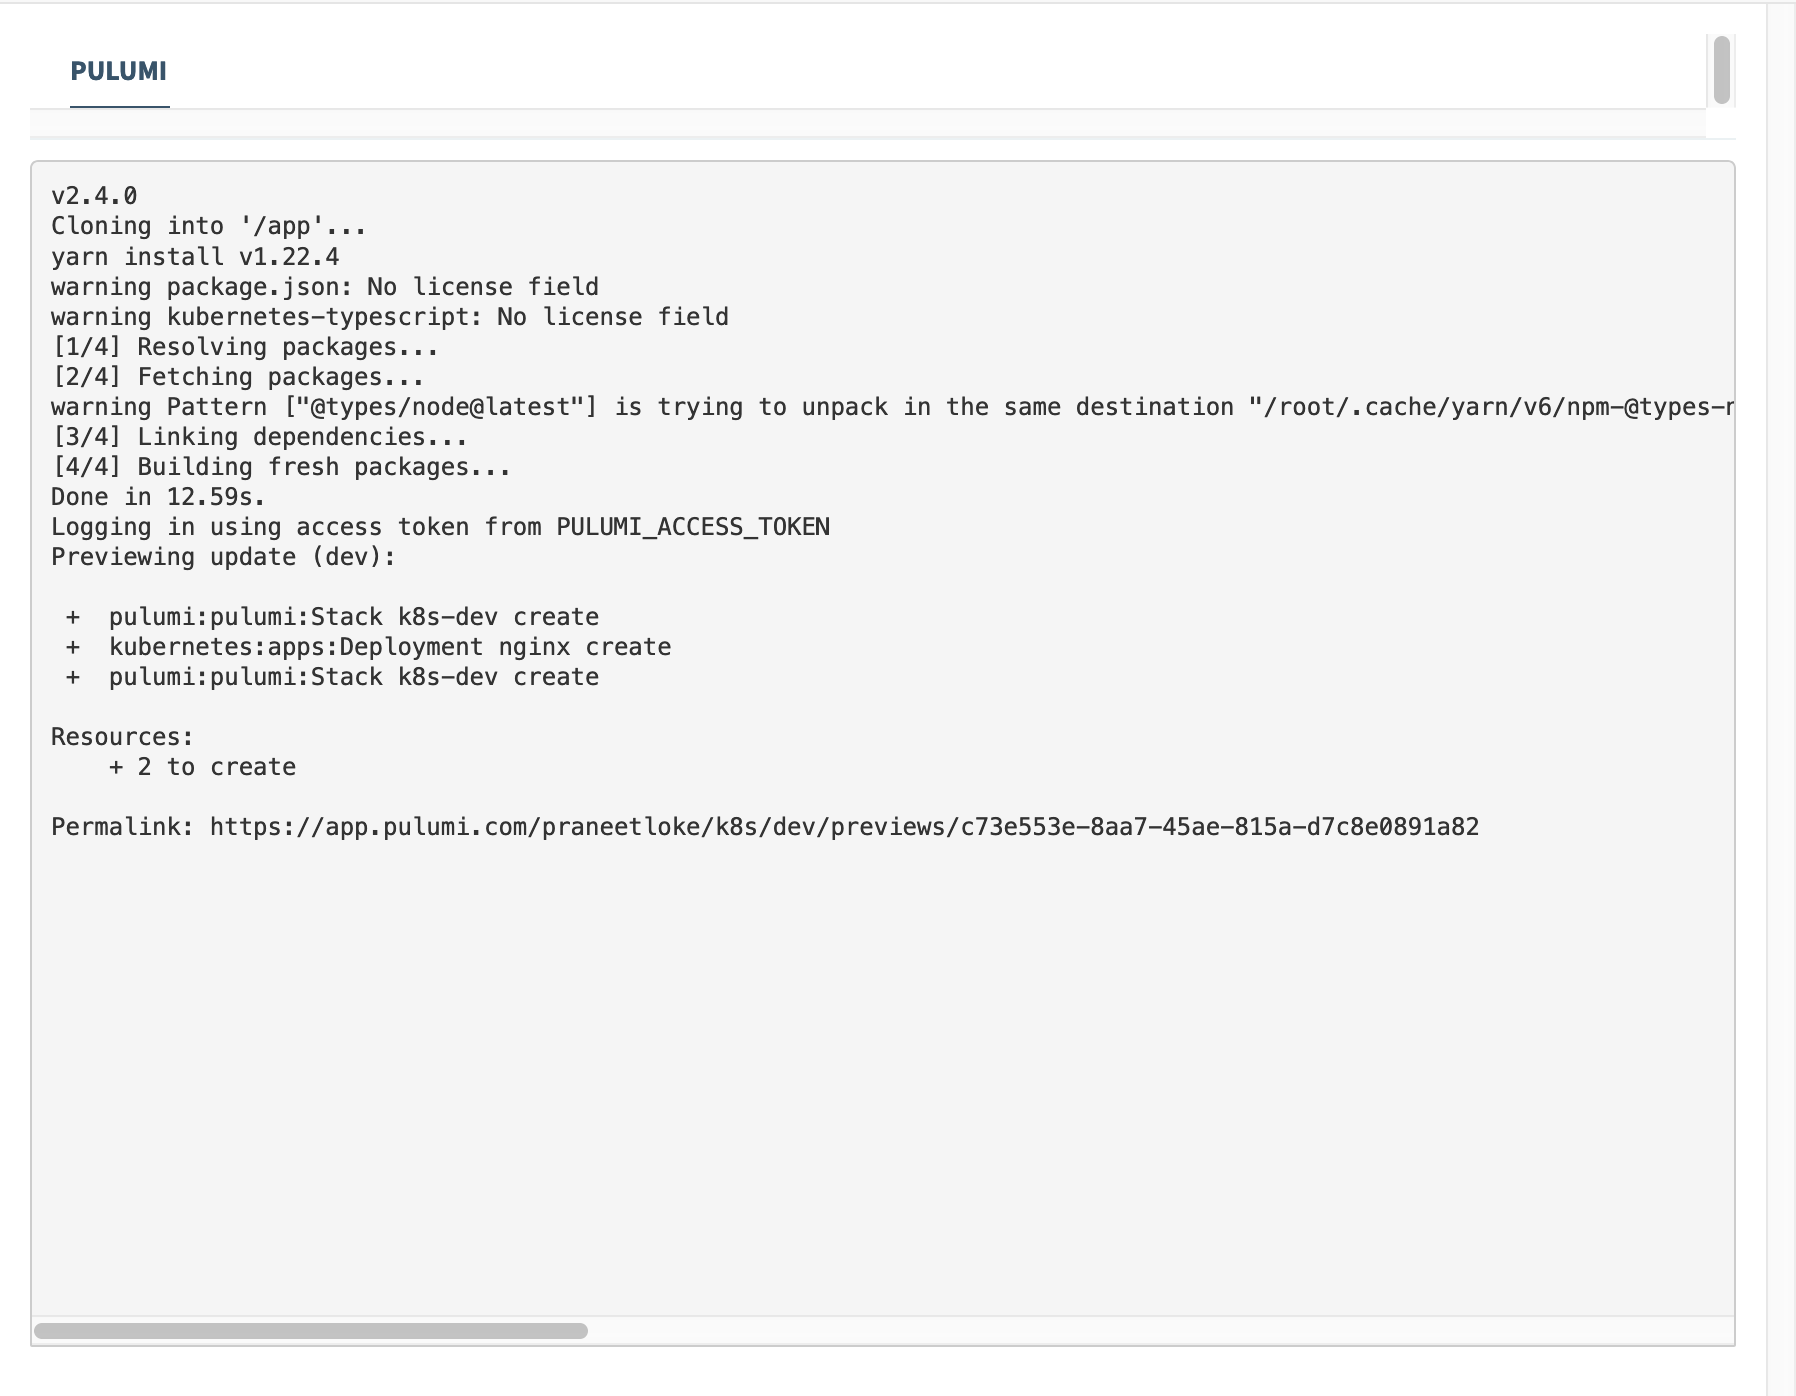 PULUMI
v2.4.0
Cloning into '/app'...
yarn install v1.22.4
warning package.json: No license field
warning kubernetes-typescript: No license field
[1/4] Resolving packages...
[2/4] Fetching packages...
warning Pattern ["@types/node@latest"] is trying to unpack in the same destination "/root/.cache/yarn/v6/npm-@types-
[3/4] Linking dependencies...
[4/4] Building fresh packages...
Done in 12.59s.
Logging in using access token from PULUMI_ACCESS_TOKEN
Previewing update (dev):
+ pulumi:pulumi:Stack k8s-dev create
+ kubernetes:apps:Deployment nginx create
+ pulumi:pulumi:Stack k8s-dev create
Resources:
+ 2 to create
Permalink: https://app.pulumi.com/praneetloke/k8s/dev/previews/c73e553e-8aa7-45ae-815a-d7c8e0891a82